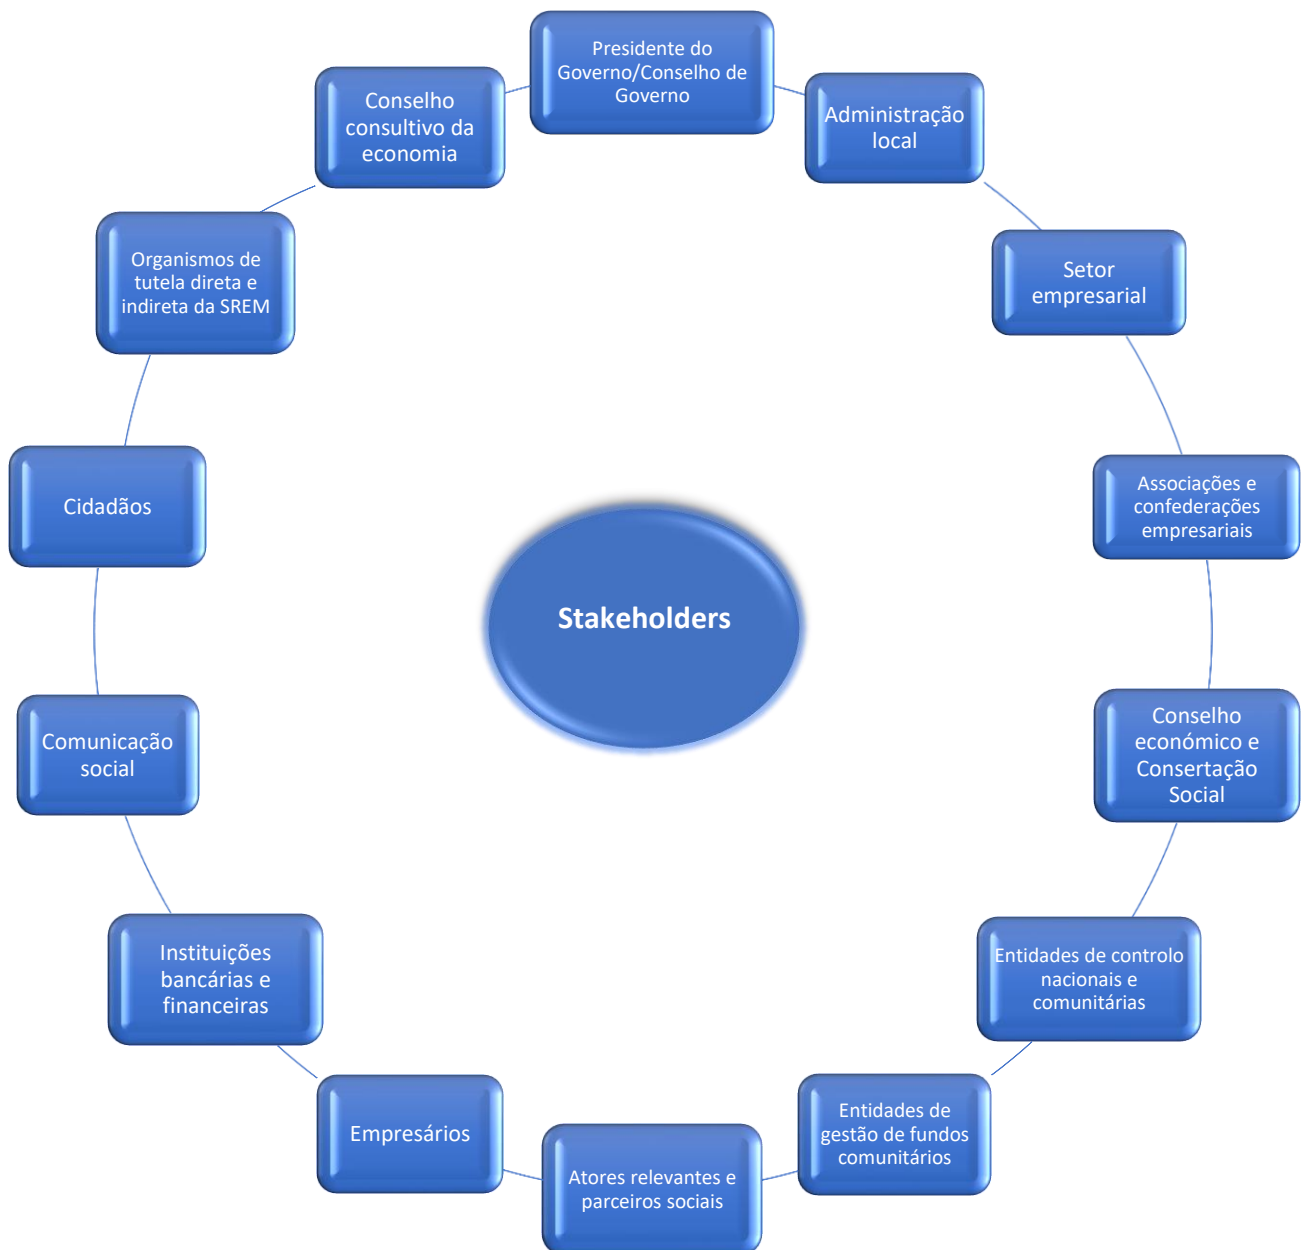 Presidente do
Governo/Conselho de
Governo
Administração
local
Setor
empresarial
Associações e
confederações
empresariais
Conselho
económico e
Consertação
Social
Entidades de controlo
nacionais e
comunitárias
Entidades de
gestão de fundos
comunitários
Atores relevantes e
parceiros sociais
Empresários
Instituições
bancárias e
financeiras
Comunicação
social
Cidadãos
Organismos de
tutela direta e
indireta da SREM
Conselho
consultivo da
economia
Stakeholders